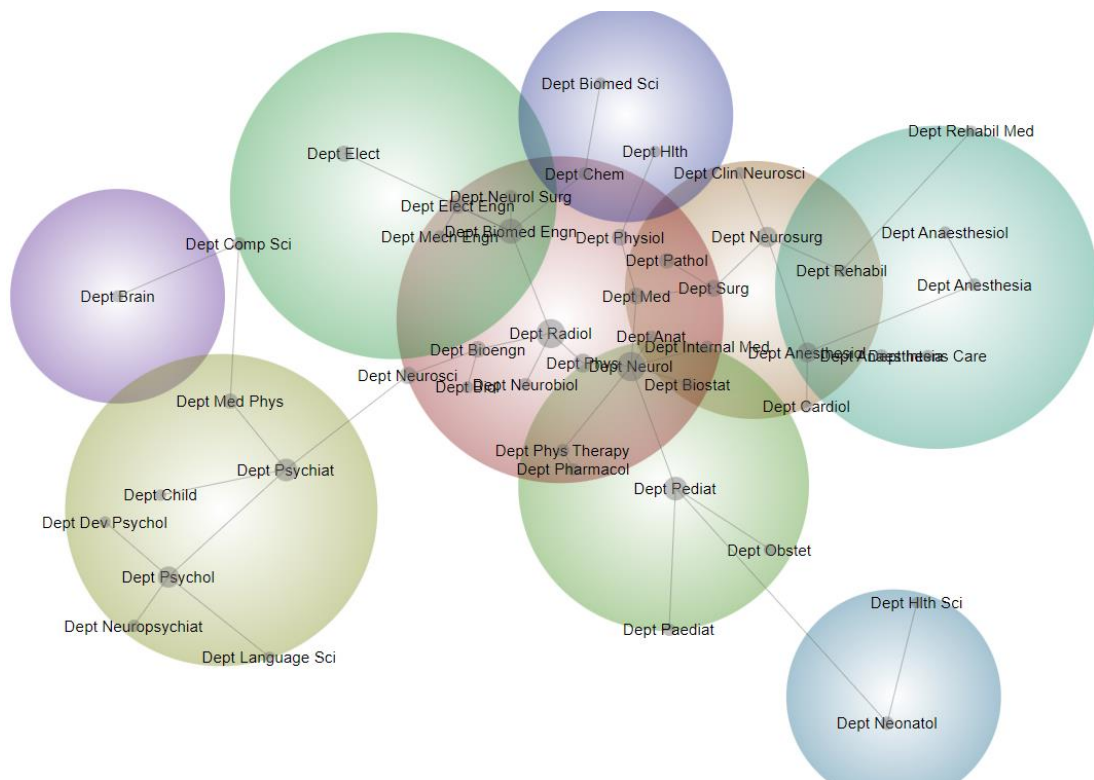 Dept Biomed Sci
Dept Rehabil Med
Dept Elect
Dept Hlth
Dept Chem
Dept Clin Neurosci
Dept Neurol Surg
Dept Elect Engn
Dept Biomed Engn
Dept Mech Engn
Dept Comp Sci
Dept Physiol
Dept Neurosurg
Dept Anaesthesiol
Dept Pathol
Dept Rehabil
Dept Surg
Dept Anesthesia
Dept Brain
Dept Med
Dept Radiol
Dept Anat
Dept Bioengn
Dept Internal Med
Dept Anesthesiol
Dept Intens Care
Dept Phys
Dept Neurol
Dept Neurosci
Dept Neurobiol
Dept Biostat
Dept Med Phys
Dept Cardiol
Dept Phys Therapy
Dept Pharmacol
Dept Psychiat
Dept Pediat
Dept Child
Dept Dev Psychol
Dept Obstet
Dept Psychol
Dept Hlth Sci
Dept Neuropsychiat
Dept Paediat
Dept Language Sci
Dept Neonatol